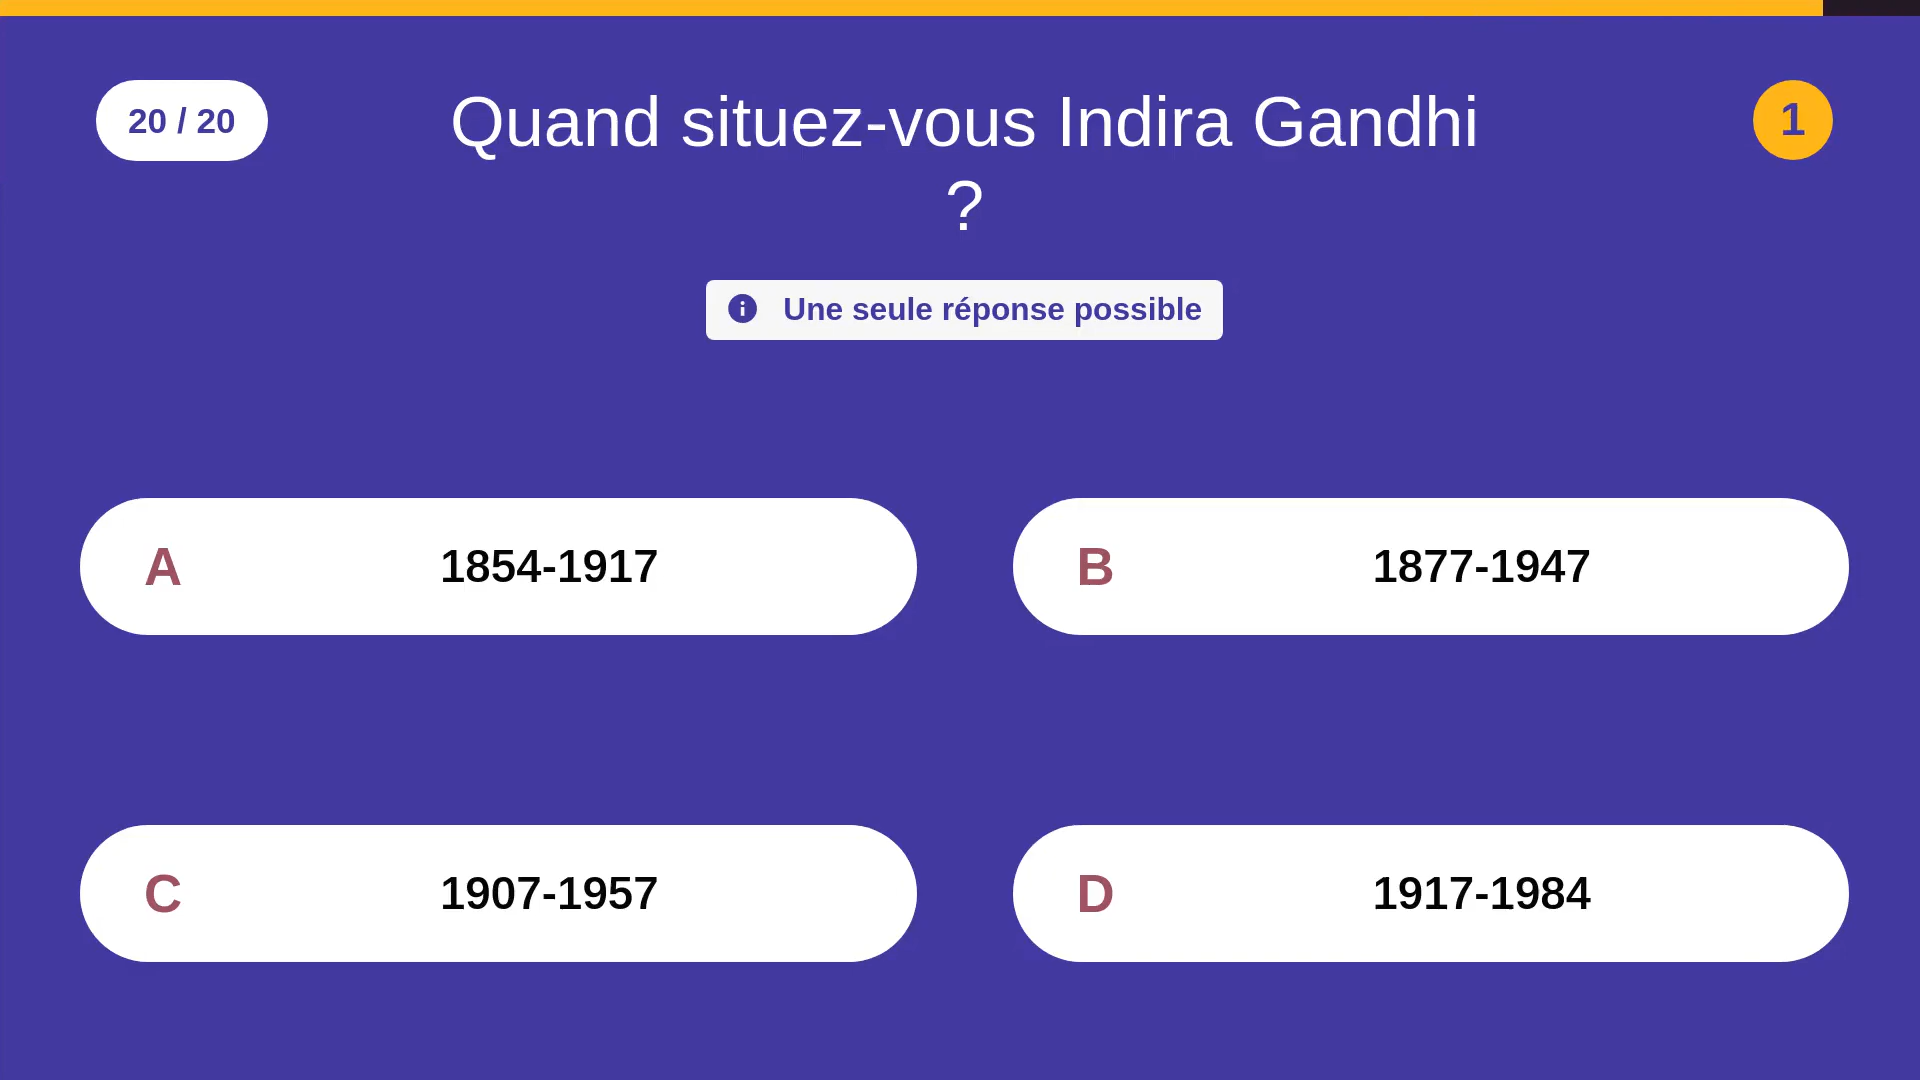 20 / 20
Quand situez-vous Indira Gandhi
?
1
Une seule réponse possible
A
1854-1917
B
1877-1947
C
1907-1957
D
1917-1984